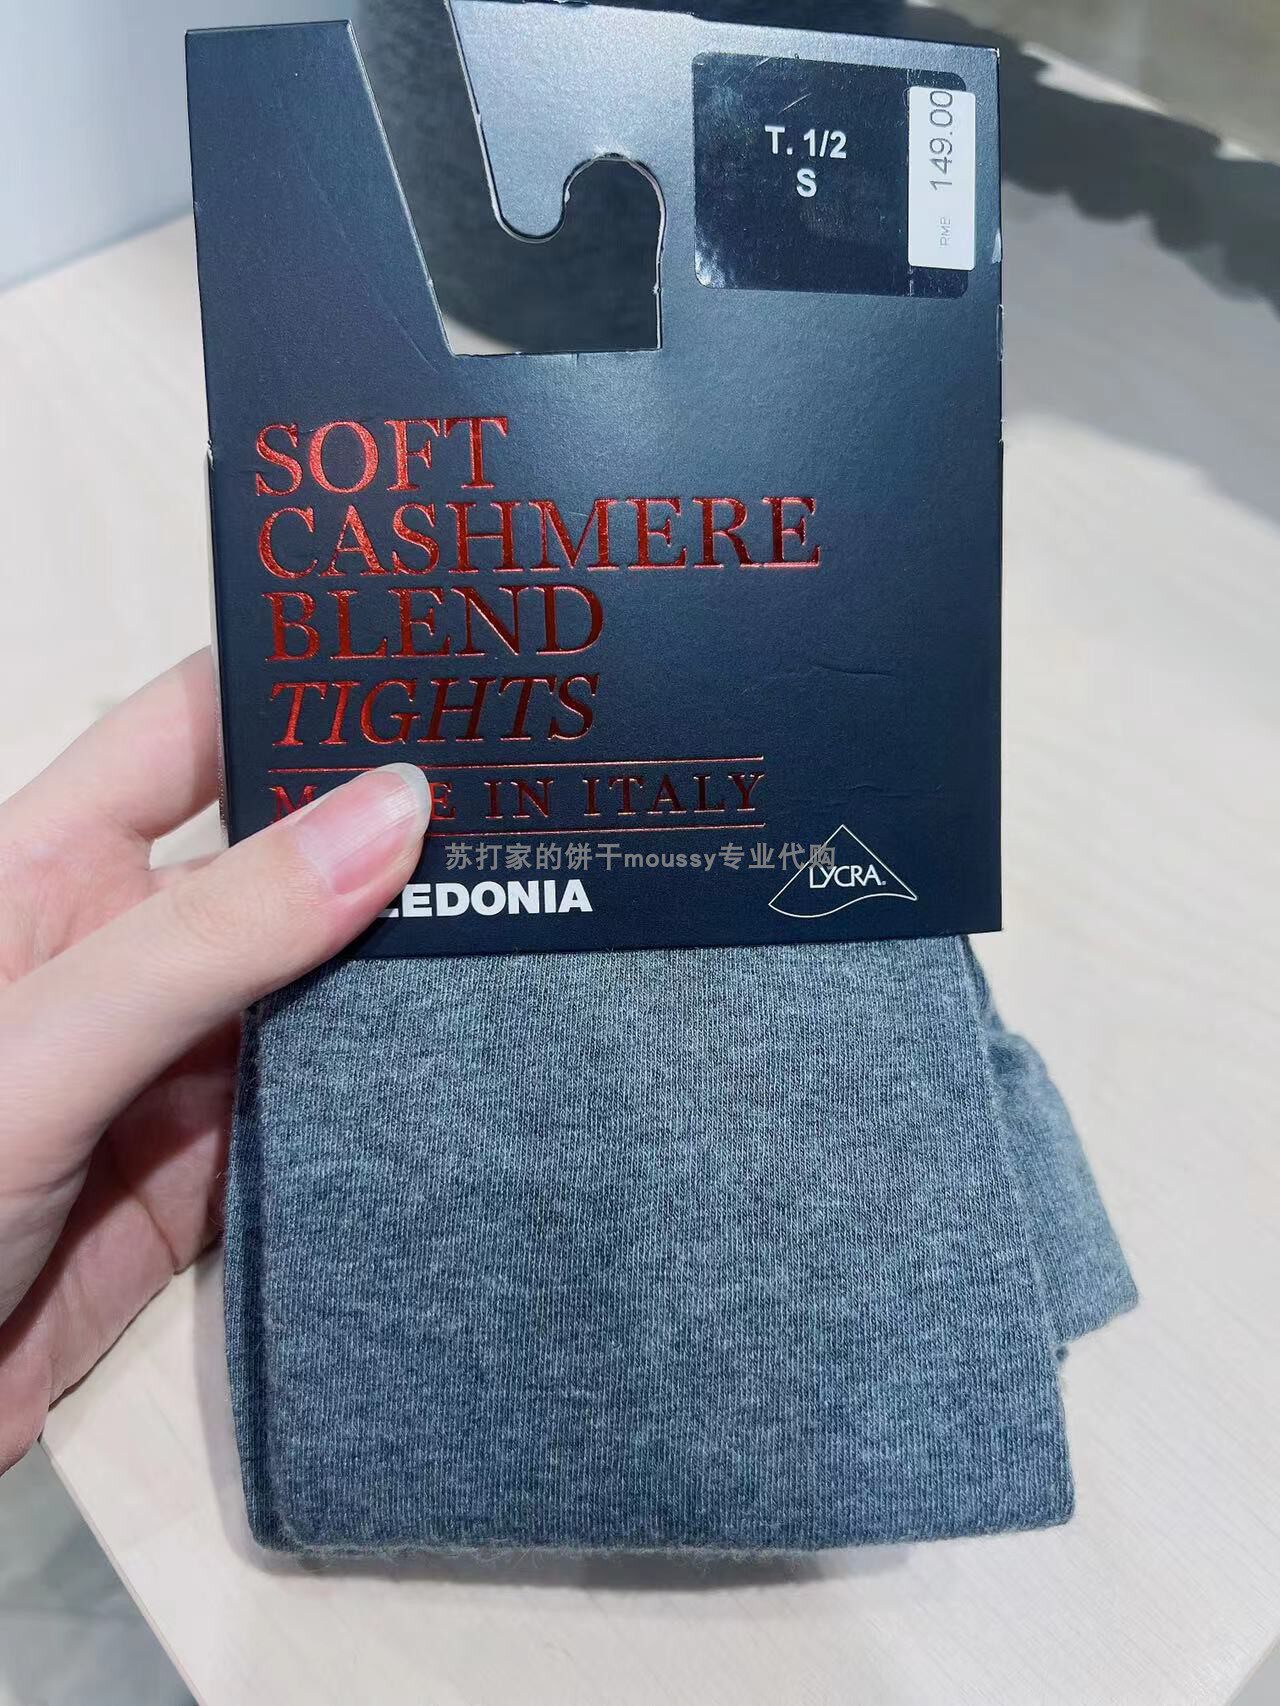 T. 1/2
S
RMB 149.00
SOFT
CASHMERE
BLEND
TIGHTS
IN ITALY
苏打家的饼干moussy专业代购
LYCRA®